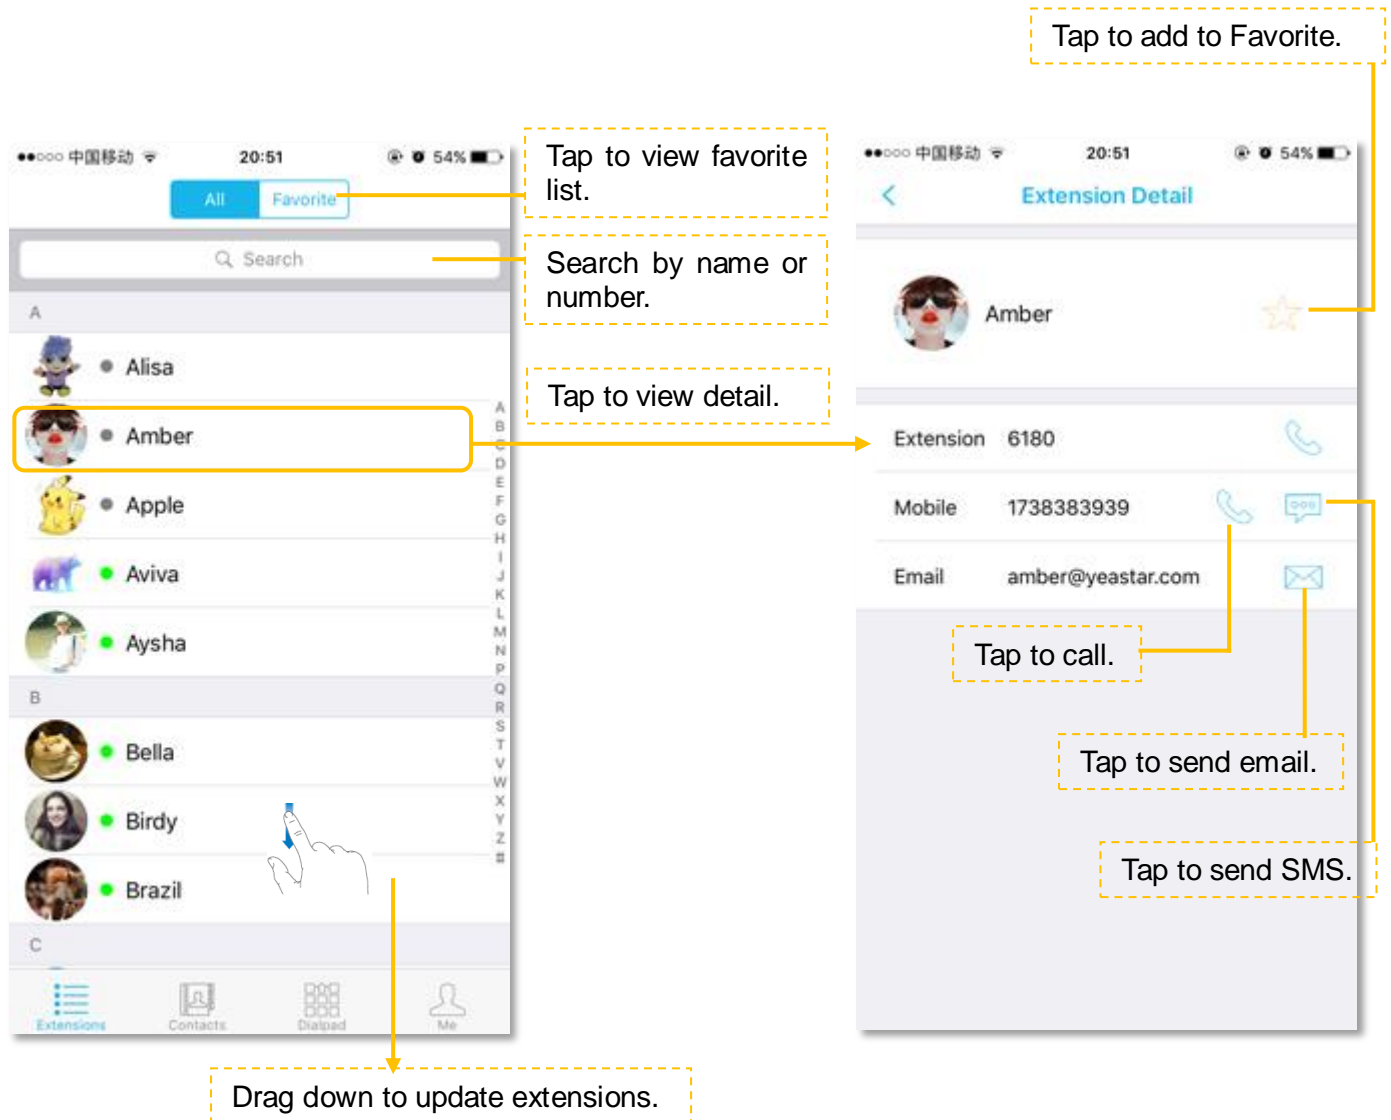 Tap to add to Favorite.
中国移动 20:51 54%
All Favorite
Tap to view favorite
list.
Search
Search by name or
number.
A
Alisa
Tap to view detail.
Amber
Apple
Aviva
Aysha
B
Bella
Birdy
Brazil
C
A
B
C
D
E
F
G
H
I
J
K
L
M
N
P
Q
R
S
T
V
W
X
Y
Z
#
Extensions Contacts Dialpad Me
Drag down to update extensions.
中国移动 20:51 54%
Extension Detail
Amber
Extension 6180
Mobile 1738383939
Email amber@yeastar.com
Tap to call.
Tap to send email.
Tap to send SMS.